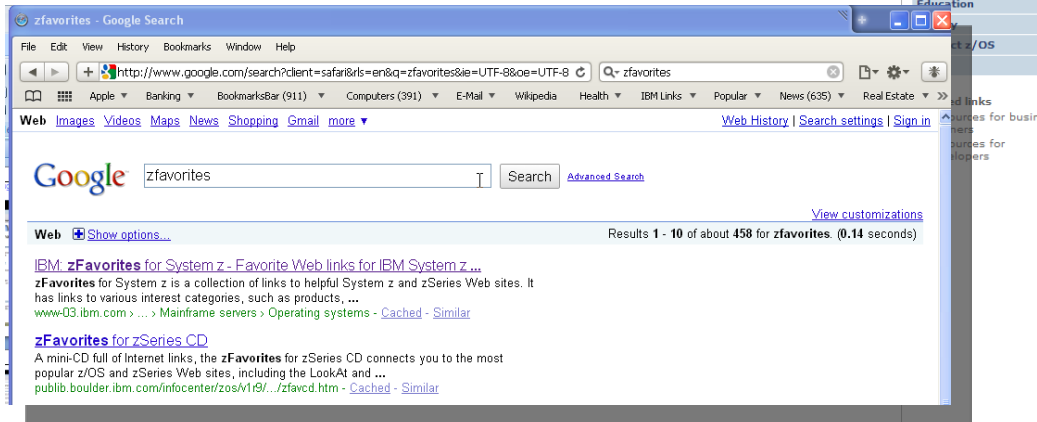 zfavorites - Google Search
File Edit View History Bookmarks Window Help
http://www.google.com/search?client=safari&rls=en&q=zfavorites&ie=UTF-8&oe=UTF-8 zfavorites
Apple Banking BookmarksBar (911) Computers (391) E-Mail Wikipedia Health IBM Links Popular News (635) Real Estate
Web Images Videos Maps News Shopping Gmail more Web History | Search settings | Sign in
Google zfavorites Search Advanced Search
View customizations
Web Show options... Results 1 - 10 of about 458 for zfavorites. (0.14 seconds)
IBM: zFavorites for System z - Favorite Web links for IBM System z ...
zFavorites for System z is a collection of links to helpful System z and zSeries Web sites. It
has links to various interest categories, such as products, ...
www-03.ibm.com › ... › Mainframe servers › Operating systems - Cached - Similar
zFavorites for zSeries CD
A mini-CD full of Internet links, the zFavorites for zSeries CD connects you to the most
popular z/OS and zSeries Web sites, including the LookAt and ...
publib.boulder.ibm.com/infocenter/zos/v1r9/.../zfavcd.htm - Cached - Similar
Education
z/OS
links
for